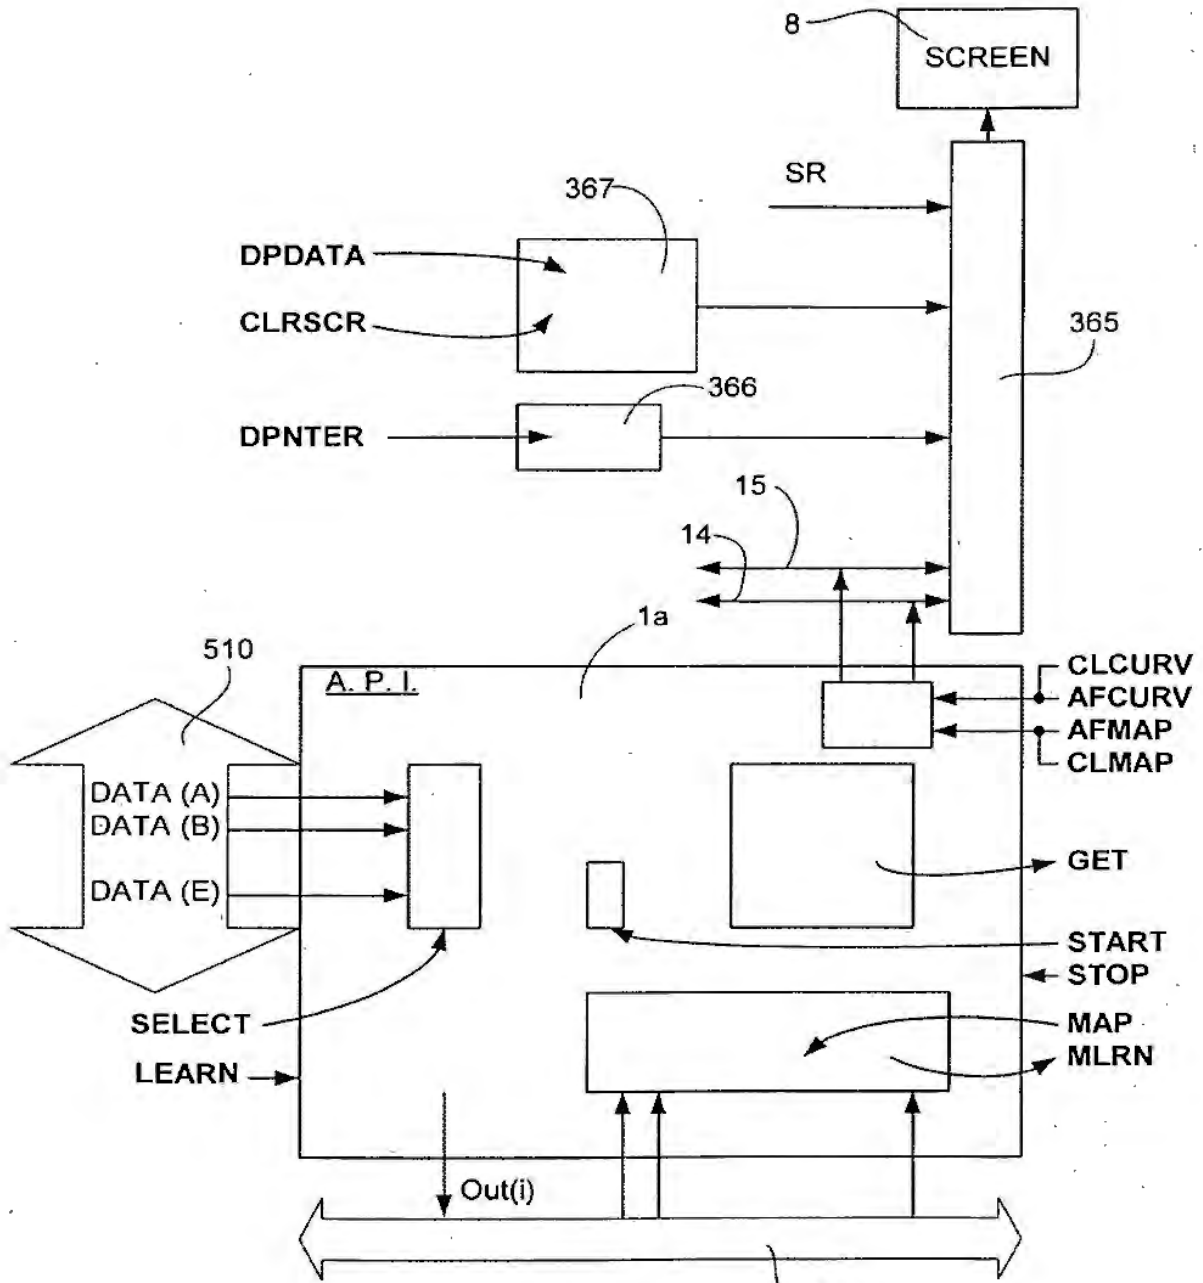 8
SCREEN
SR
367
DPDATA
CLRSCR
365
366
DPNTER
15
14
1a
510
A. P. I.
CLCURV
AFCURV
AFMAP
CLMAP
DATA (A)
DATA (B)
DATA (E)
GET
START
STOP
SELECT
MAP
LEARN
MLRN
Out(i)